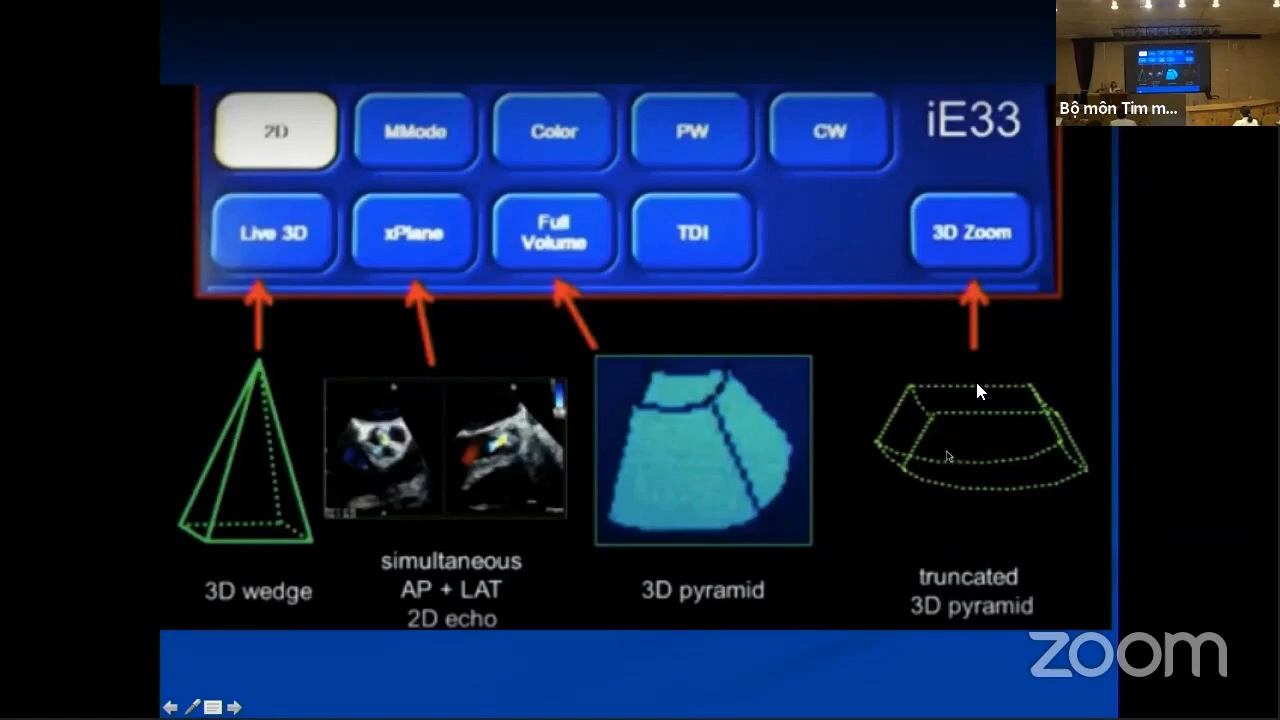 2D
MMode
Color
PW
CW
iE33
Bộ môn Tim m...
Live 3D
xPlane
Full
Volume
TDI
3D Zoom
3D wedge
simultaneous
AP + LAT
2D echo
3D pyramid
truncated
3D pyramid
zoom